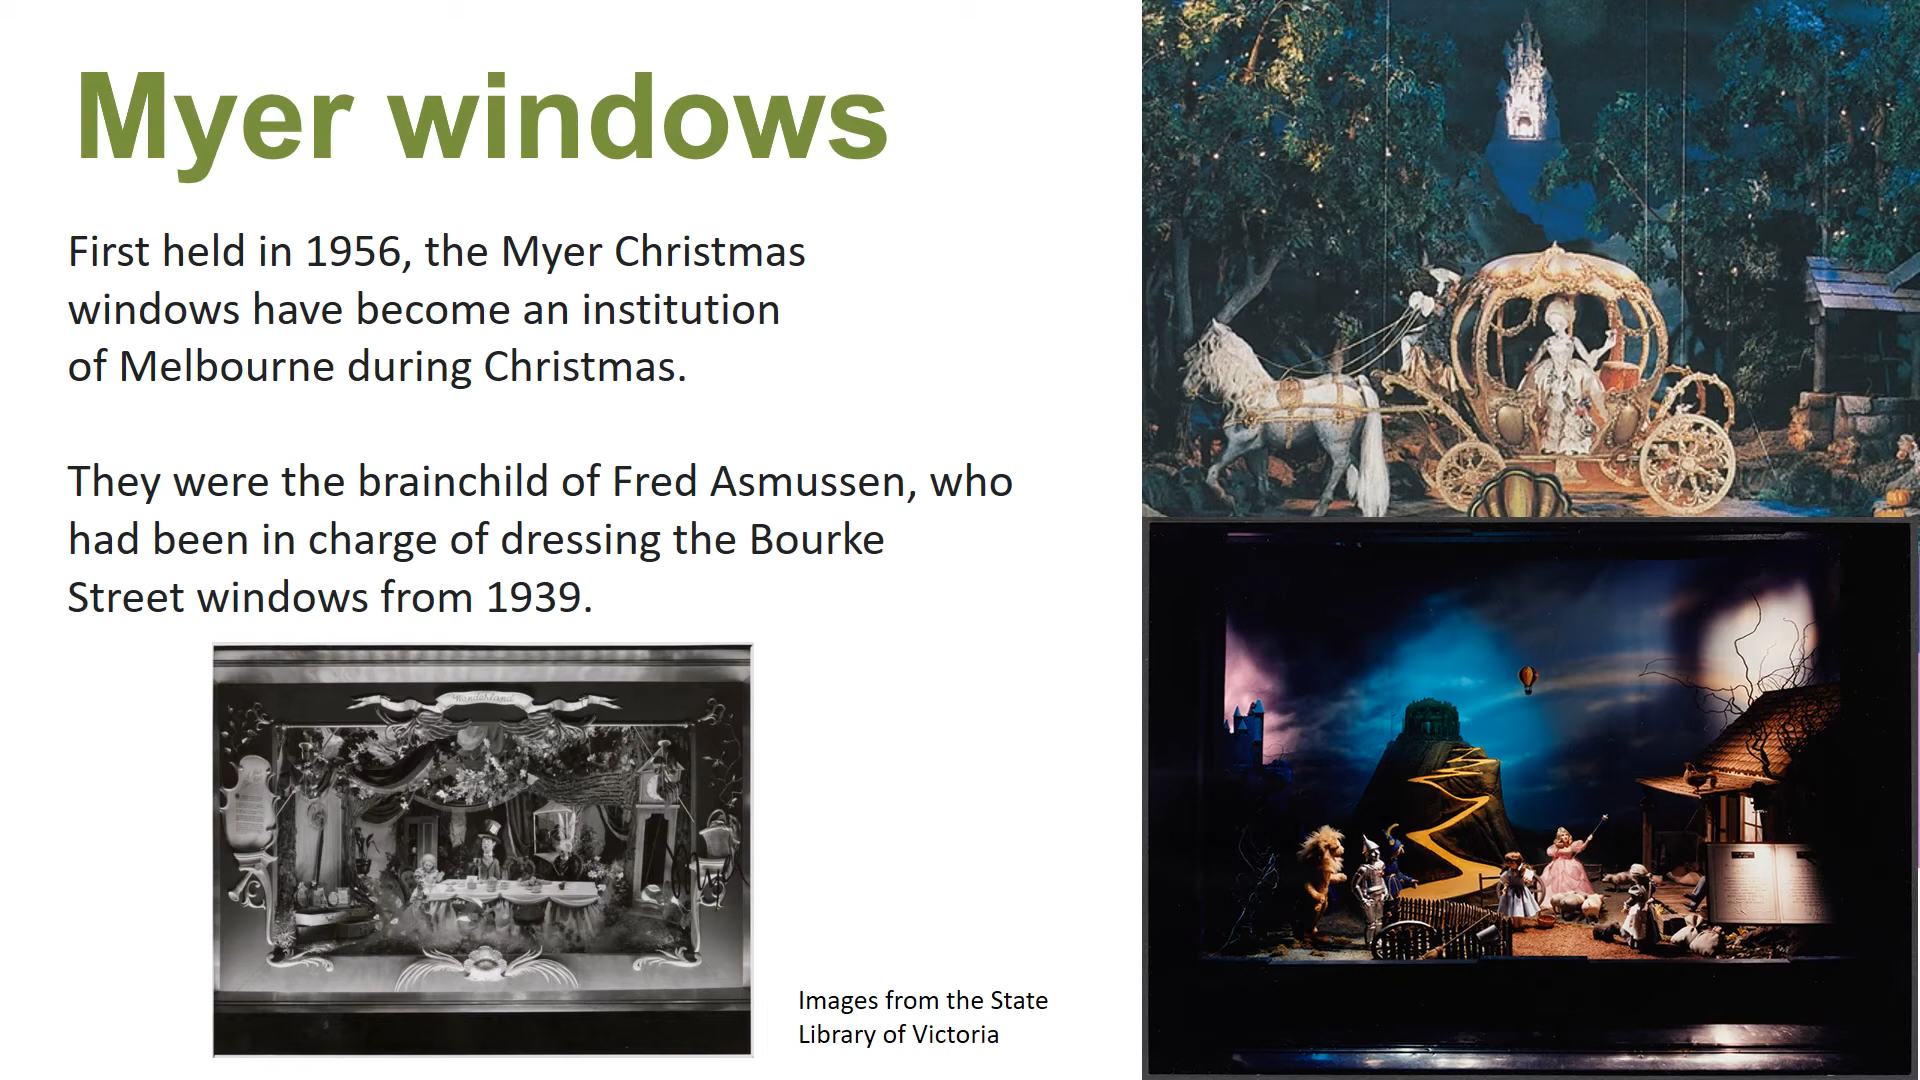 Myer windows
First held in 1956, the Myer Christmas
windows have become an institution
of Melbourne during Christmas.
They were the brainchild of Fred Asmussen, who
had been in charge of dressing the Bourke
Street windows from 1939.
Wonderland
Images from the State
Library of Victoria